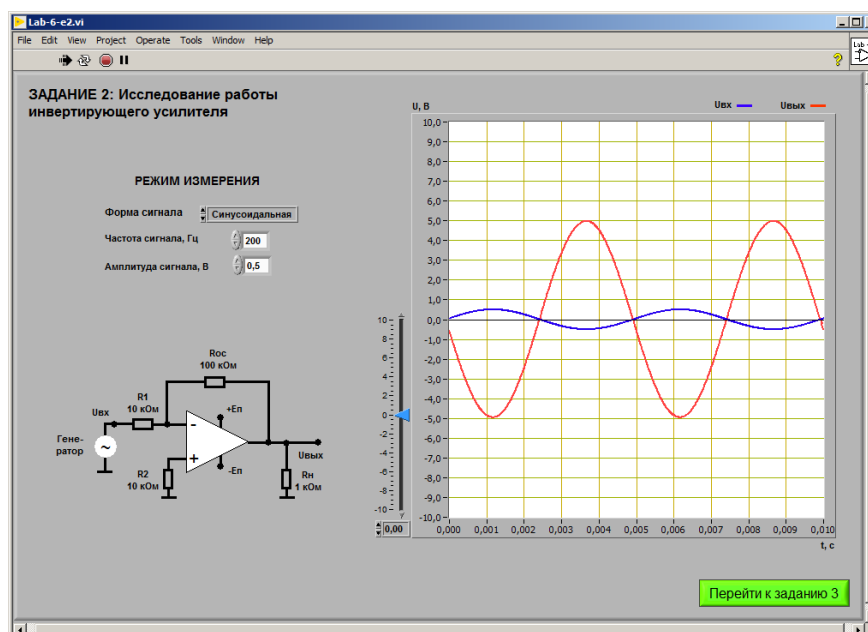 Lab-6-e2.vi
File Edit View Project Operate Tools Window Help
?
Lab
ЗАДАНИЕ 2: Исследование работы
инвертирующего усилителя
РЕЖИМ ИЗМЕРЕНИЯ
Форма сигнала Синусоидальная
Частота сигнала, Гц 200
Амплитуда сигнала, В 0,5
Rос
100 кОм
R1
10 кОм
Uвх
+Eп
Гене-
ратор
~
-
+
R2
10 кОм
-Eп
Uвых
Rн
1 кОм
10
8
6
4
2
0
-2
-4
-6
-8
-10
0,00
U, В
Uвх Uвых
10,0
9,0
8,0
7,0
6,0
5,0
4,0
3,0
2,0
1,0
0,0
-1,0
-2,0
-3,0
-4,0
-5,0
-6,0
-7,0
-8,0
-9,0
-10,0
0,000 0,001 0,002 0,003 0,004 0,005 0,006 0,007 0,008 0,009 0,010
t, с
Перейти к заданию 3